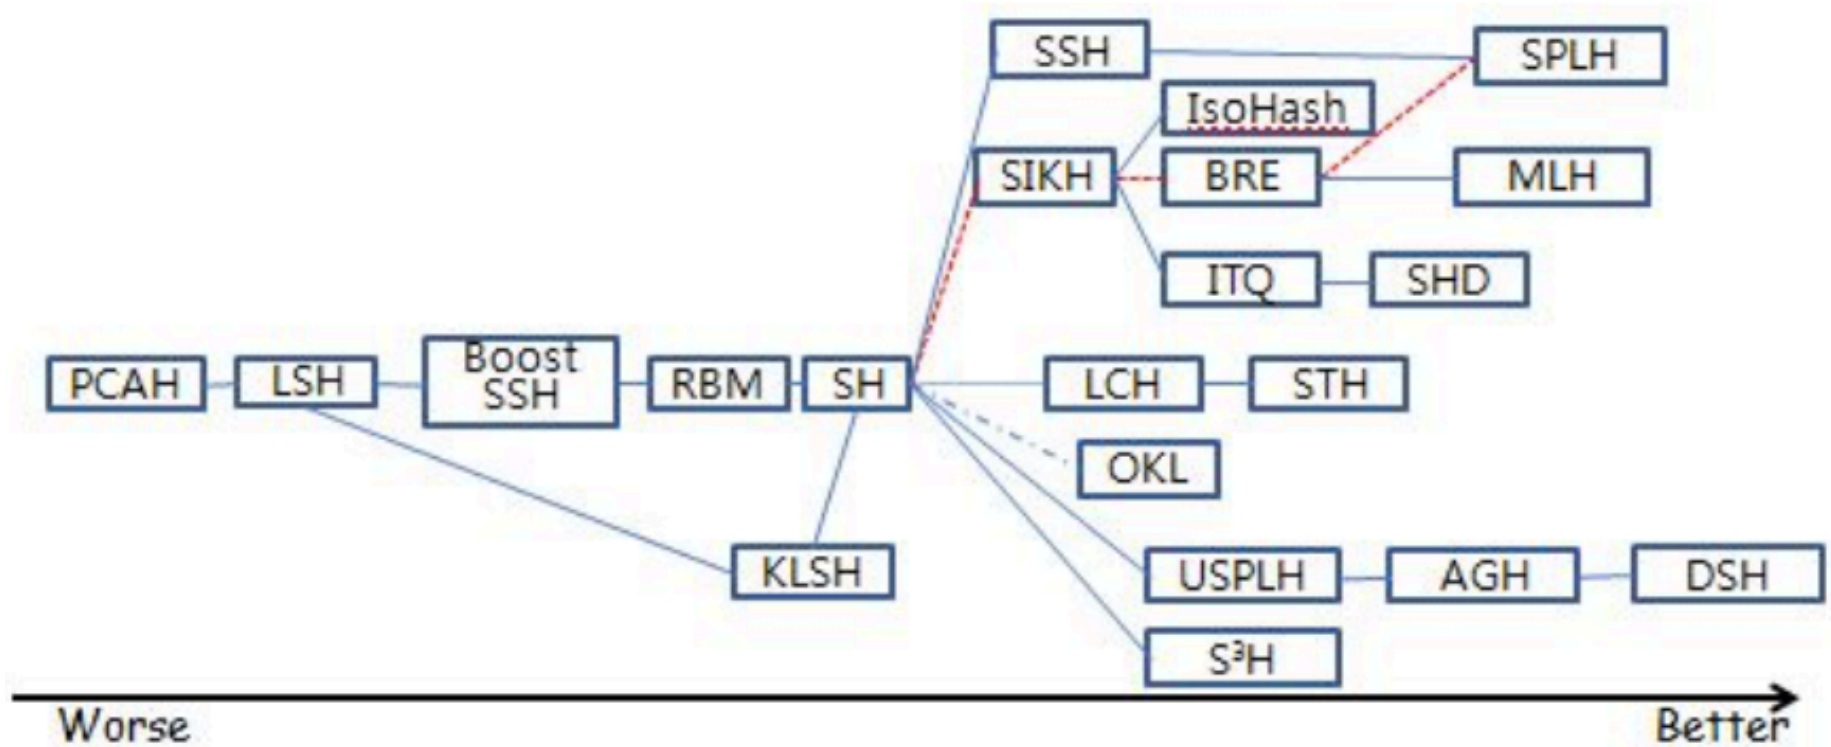 SSH
SPLH
IsoHash
SIKH
BRE
MLH
ITQ
SHD
PCAH
LSH
Boost
SSH
RBM
SH
LCH
STH
OKL
KLSH
USPLH
AGH
DSH
S³H
Worse
Better